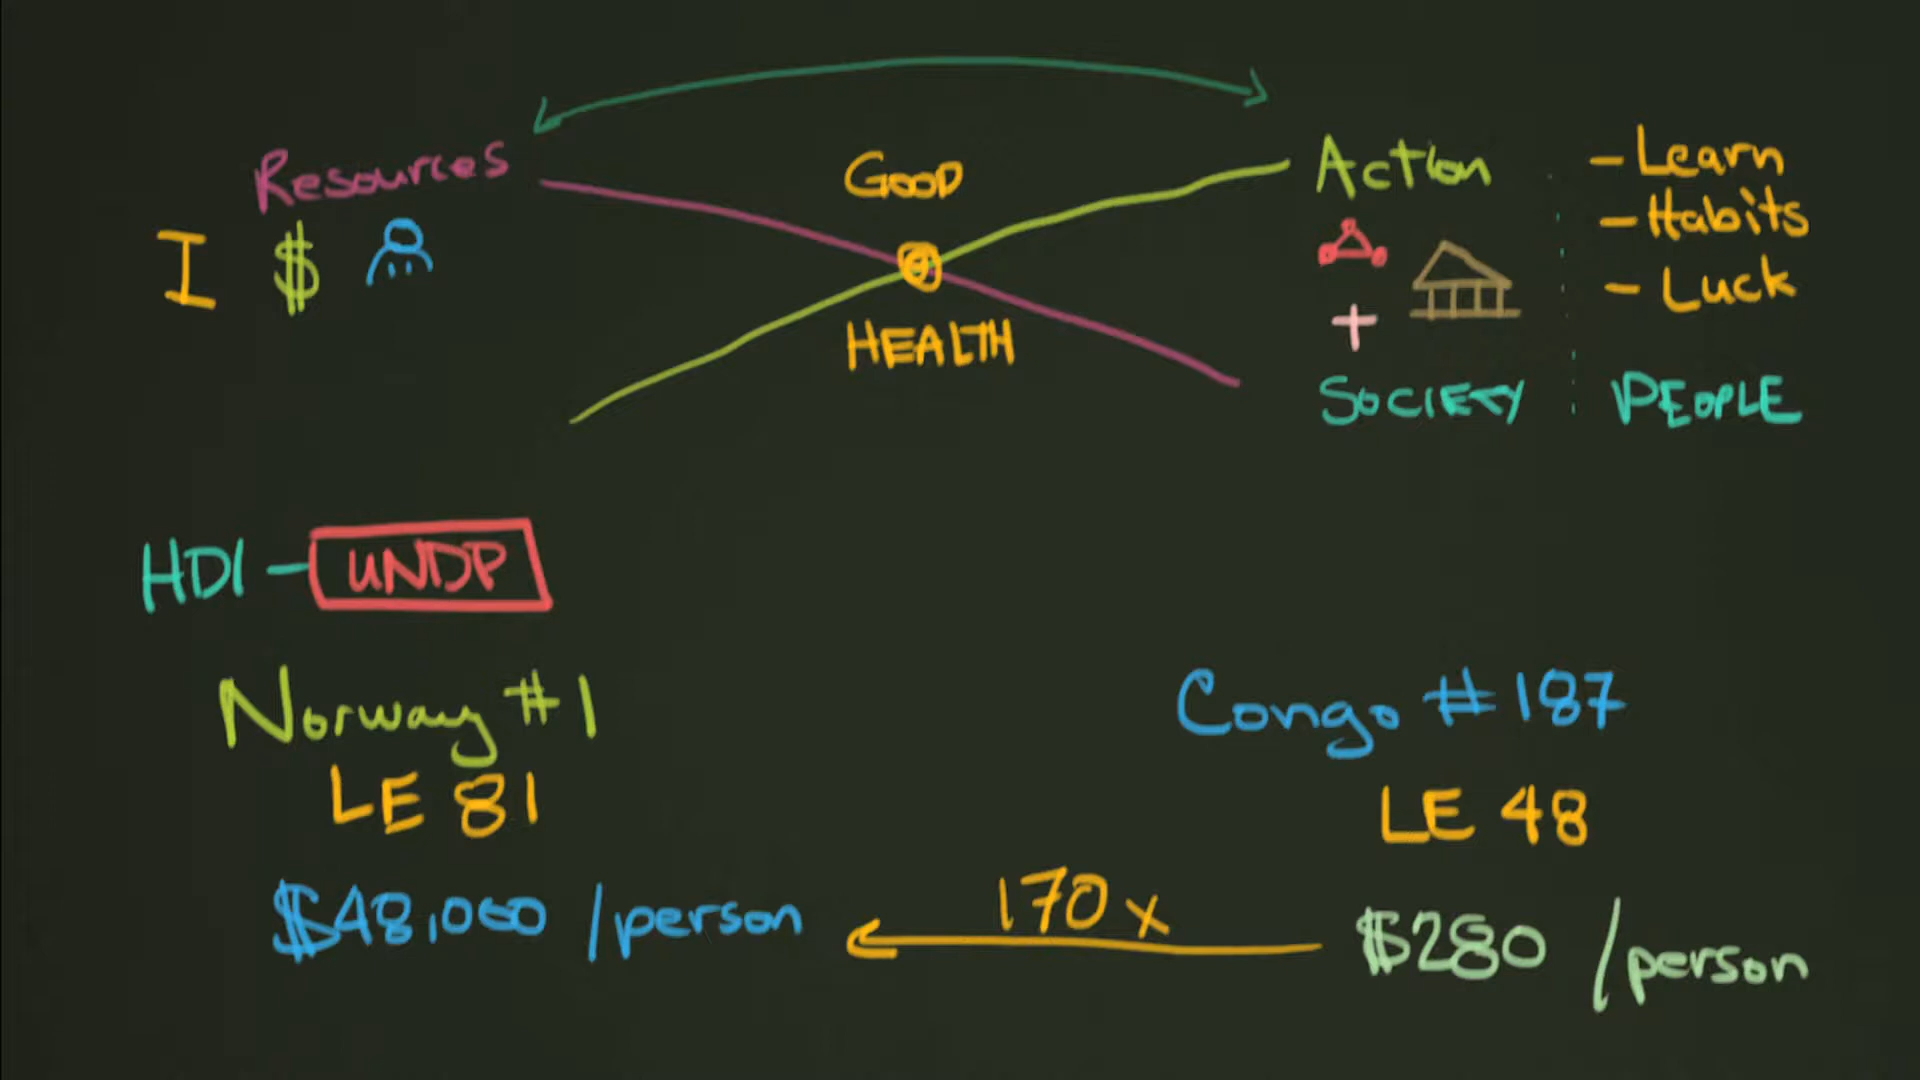 Resources
I $
GOOD
HEALTH
Action
+
SOCIETY
- Learn
- Habits
- Luck
PEOPLE
HDI - UNDP
Norway #1
LE 81
$48,000 /person
170 x
Congo #187
LE 48
$280 /person